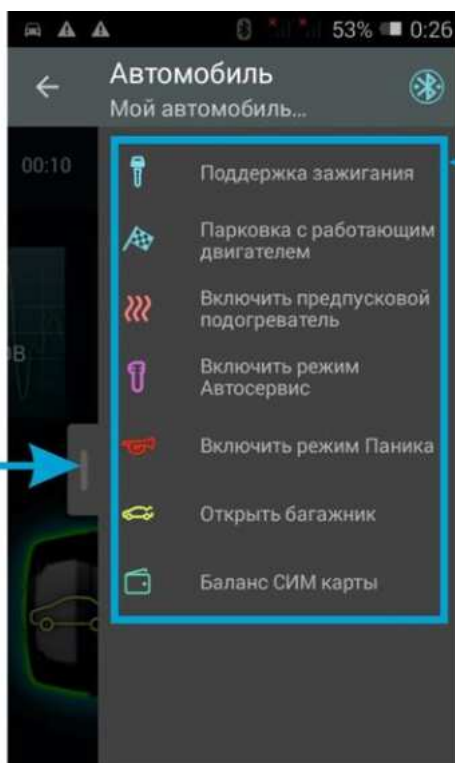 53% 0:26
Автомобиль
Мой автомобиль...
00:10
Поддержка зажигания
Парковка с работающим
двигателем
Включить предпусковой
подогреватель
ОВ
Включить режим
Автосервис
Включить режим Паника
Открыть багажник
Баланс СИМ карты